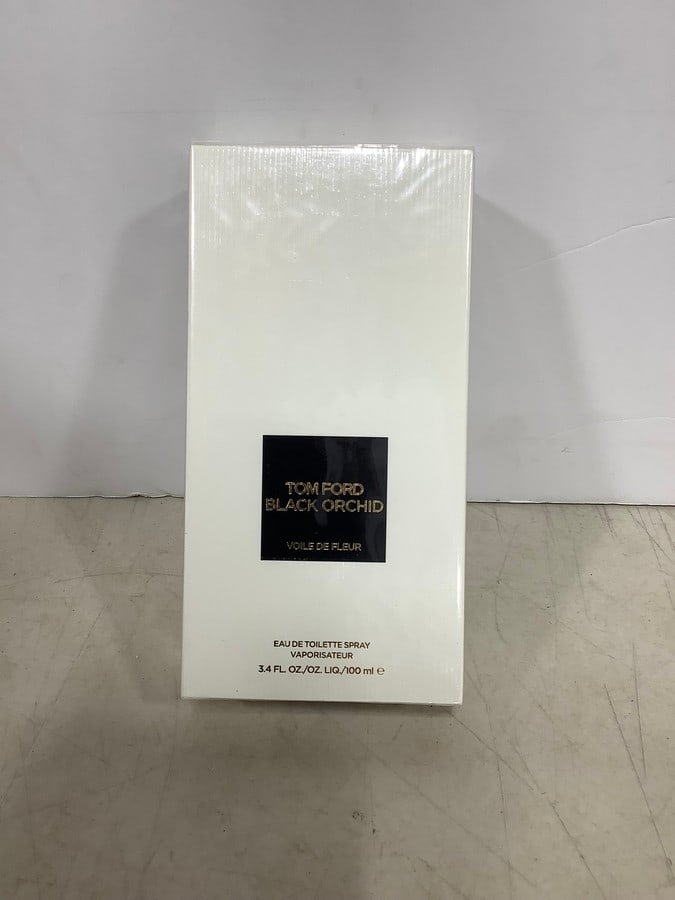 TOM FORD
BLACK ORCHID
VOILE DE FLEUR
EAU DE TOILETTE SPRAY
VAPORISATEUR
3.4 FL. OZ./OZ. LIQ./100 ml ℮